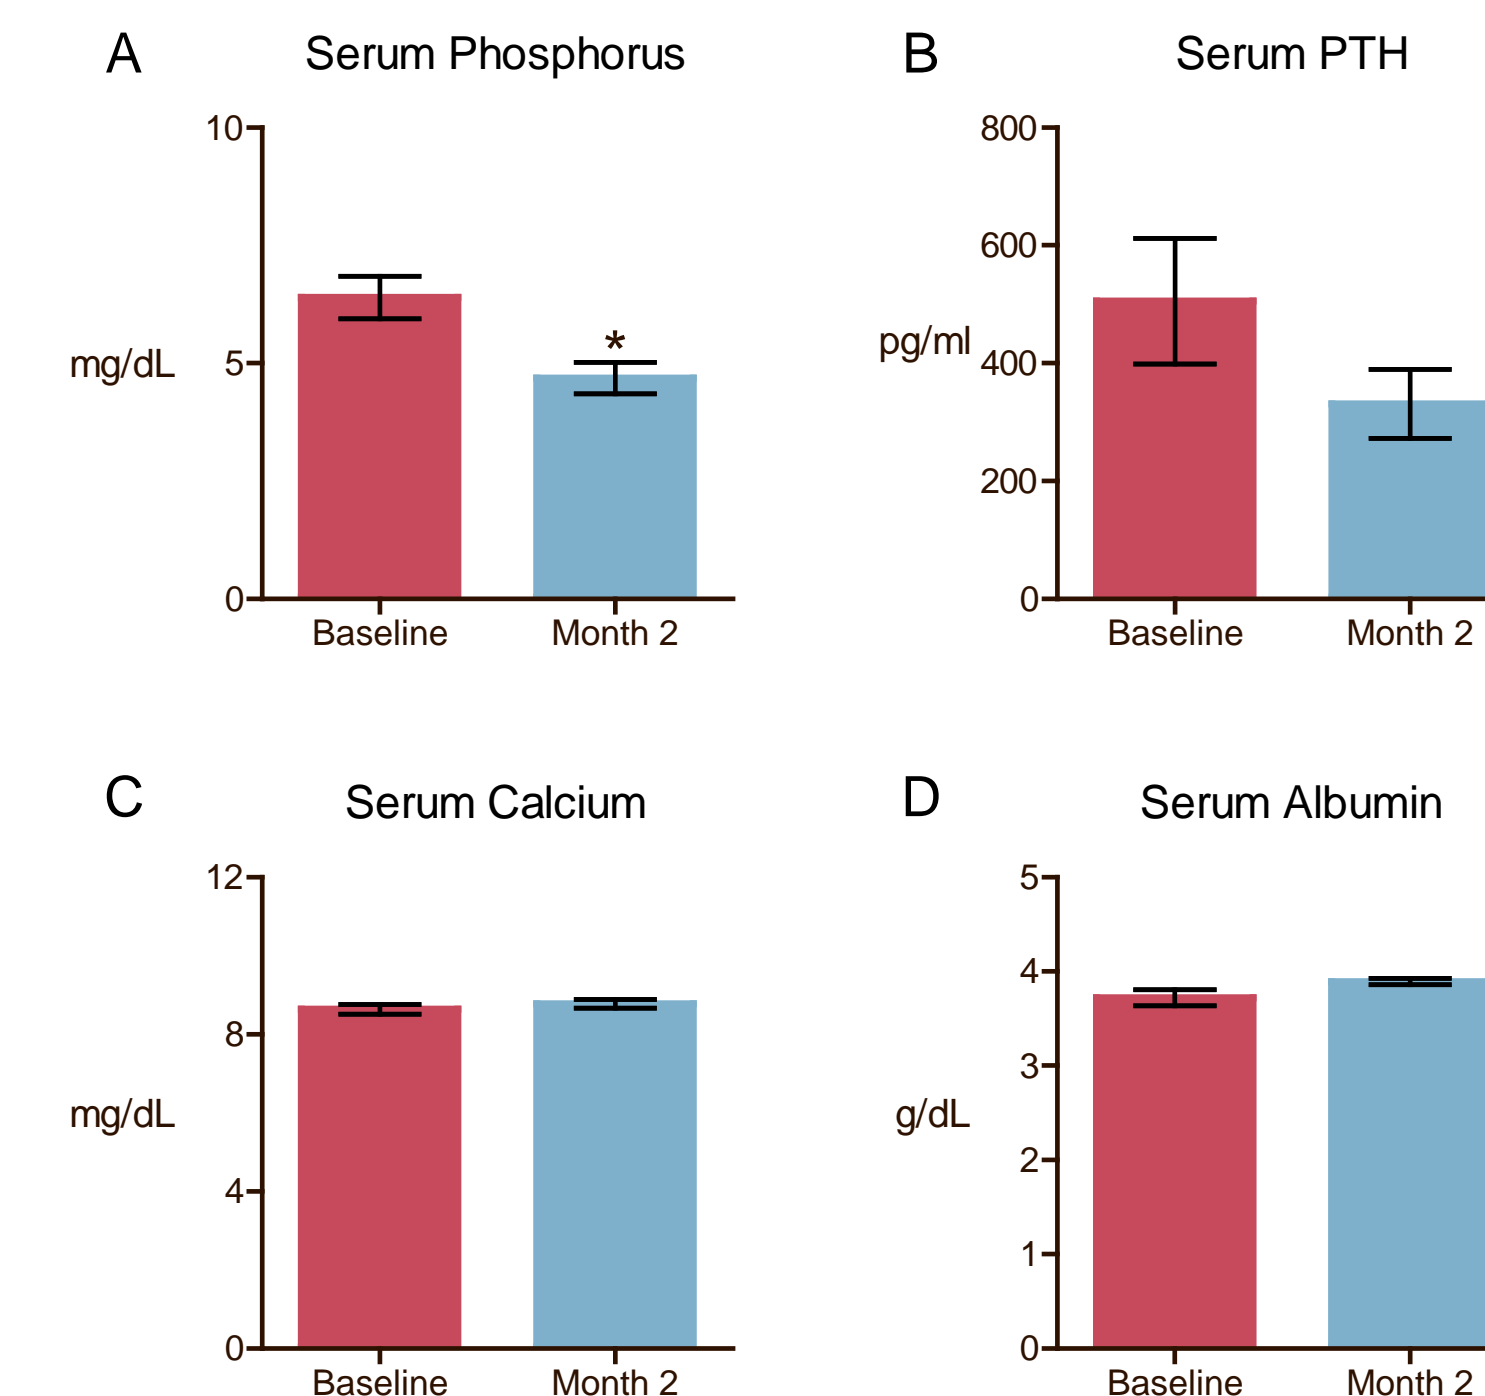 A Serum Phosphorus
10
5
0
mg/dL
*
Baseline Month 2
B Serum PTH
800
600
400
200
0
pg/ml
Baseline Month 2
C Serum Calcium
12
8
4
0
mg/dL
Baseline Month 2
D Serum Albumin
5
4
3
2
1
0
g/dL
Baseline Month 2